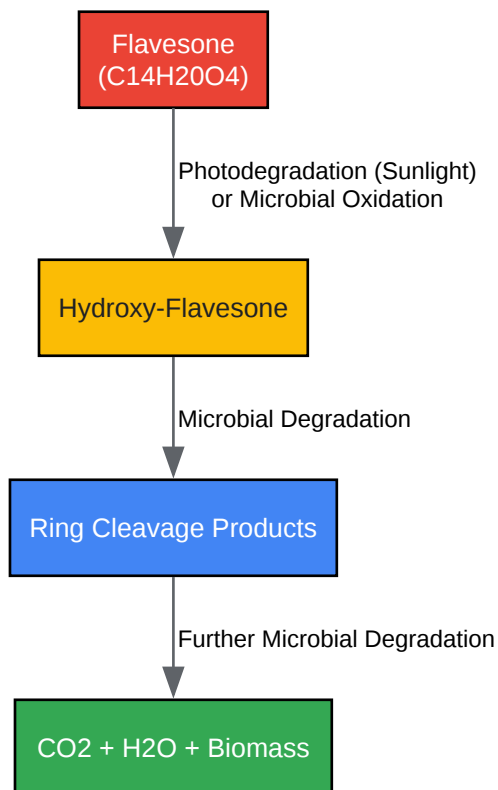 Flavesone
(C14H20O4)
Photodegradation (Sunlight)
or Microbial Oxidation
Hydroxy-Flavesone
Microbial Degradation
Ring Cleavage Products
Further Microbial Degradation
CO2 + H2O + Biomass